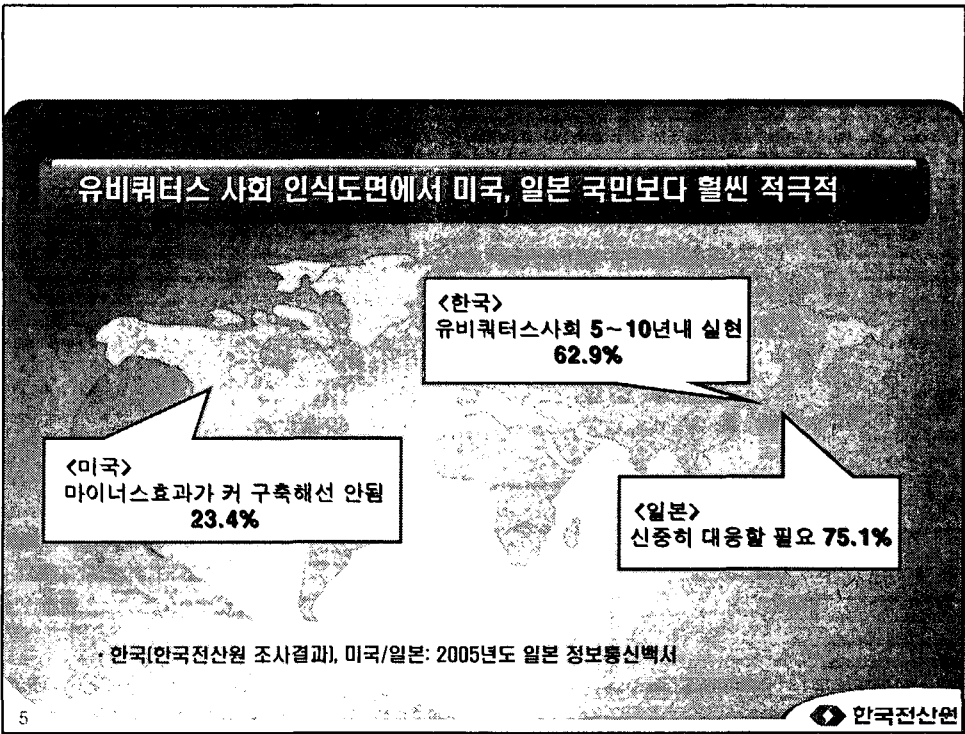 유비쿼터스 사회 인식도면에서 미국, 일본 국민보다 훨씬 적극적
<한국>
유비쿼터스사회 5~10년내 실현
62.9%
<미국>
마이너스효과가 커 구축해선 안됨
23.4%
<일본>
신중히 대응할 필요 75.1%
· 한국(한국전산원 조사결과), 미국/일본: 2005년도 일본 정보통신백서
5
한국전산원